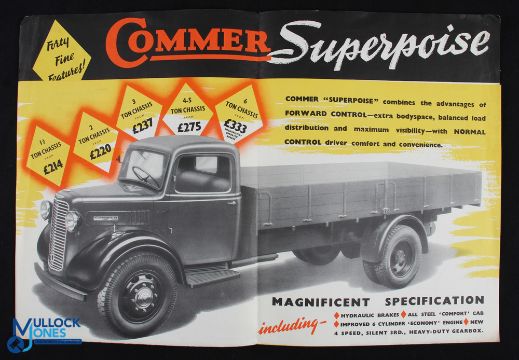 Forty
Fine
Features!
COMMER Superpoise
1½
TON CHASSIS
£214
2
TON CHASSIS
£220
3
TON CHASSIS
£237
4-5
TON CHASSIS
£275
6
TON CHASSIS
£333
COMMER "SUPERPOISE" combines the advantages of
FORWARD CONTROL—extra bodyspace, balanced load
distribution and maximum visibility—with NORMAL
CONTROL driver comfort and convenience.
MAGNIFICENT SPECIFICATION
including—
♦ HYDRAULIC BRAKES ♦ ALL STEEL "COMFORT" CAB
♦ IMPROVED 6 CYLINDER "ECONOMY" ENGINE ♦ NEW
4 SPEED, SILENT 3RD., HEAVY-DUTY GEARBOX.
MULLOCK
JONES